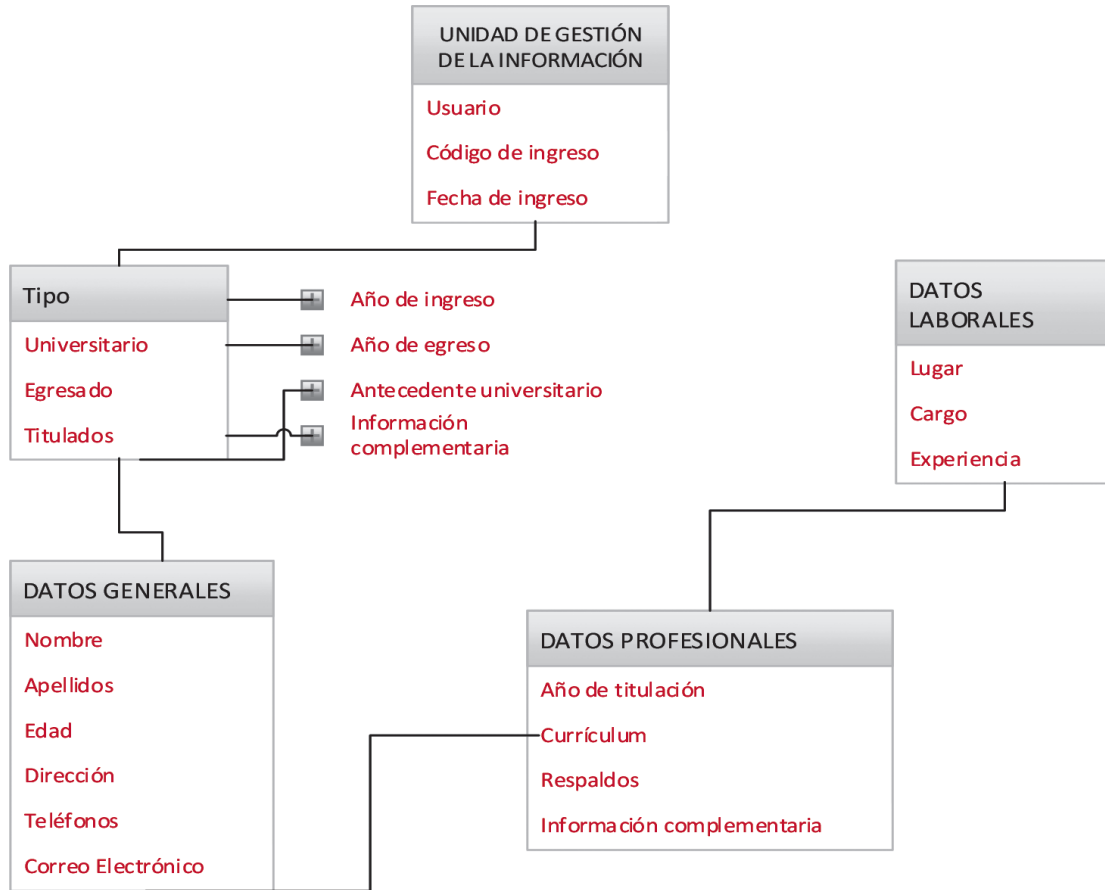 UNIDAD DE GESTIÓN
DE LA INFORMACIÓN
Usuario
Código de ingreso
Fecha de ingreso
Tipo
Universitario
Egresado
Titulados
Año de ingreso
Año de egreso
Antecedente universitario
Información
complementaria
DATOS
LABORALES
Lugar
Cargo
Experiencia
DATOS GENERALES
Nombre
Apellidos
Edad
Dirección
Teléfonos
Correo Electrónico
DATOS PROFESIONALES
Año de titulación
Currículum
Respaldos
Información complementaria